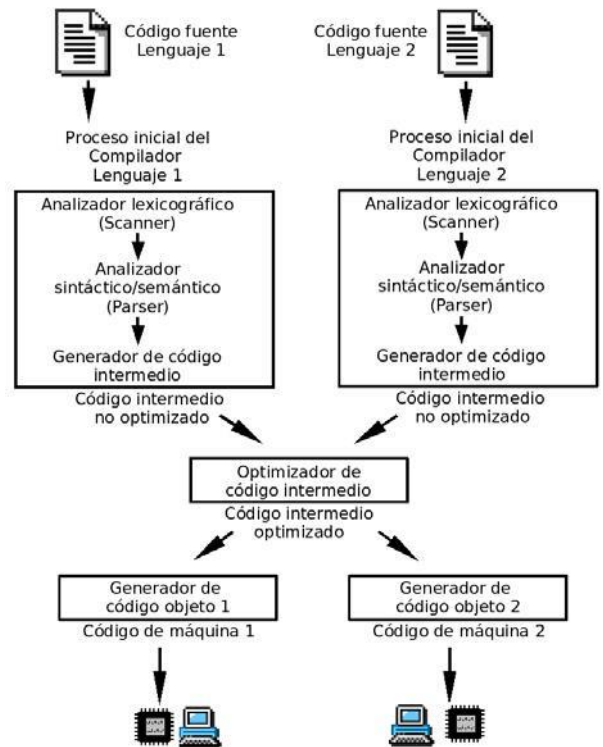 Código fuente
Lenguaje 1
Código fuente
Lenguaje 2
Proceso inicial del
Compilador
Lenguaje 1
Proceso inicial del
Compilador
Lenguaje 2
Analizador lexicográfico
(Scanner)
Analizador
sintáctico/semántico
(Parser)
Generador de código
intermedio
Analizador lexicográfico
(Scanner)
Analizador
sintáctico/semántico
(Parser)
Generador de código
intermedio
Código intermedio
no optimizado
Código intermedio
no optimizado
Optimizador de
código intermedio
Código intermedio
optimizado
Generador de
código objeto 1
Generador de
código objeto 2
Código de máquina 1
Código de máquina 2